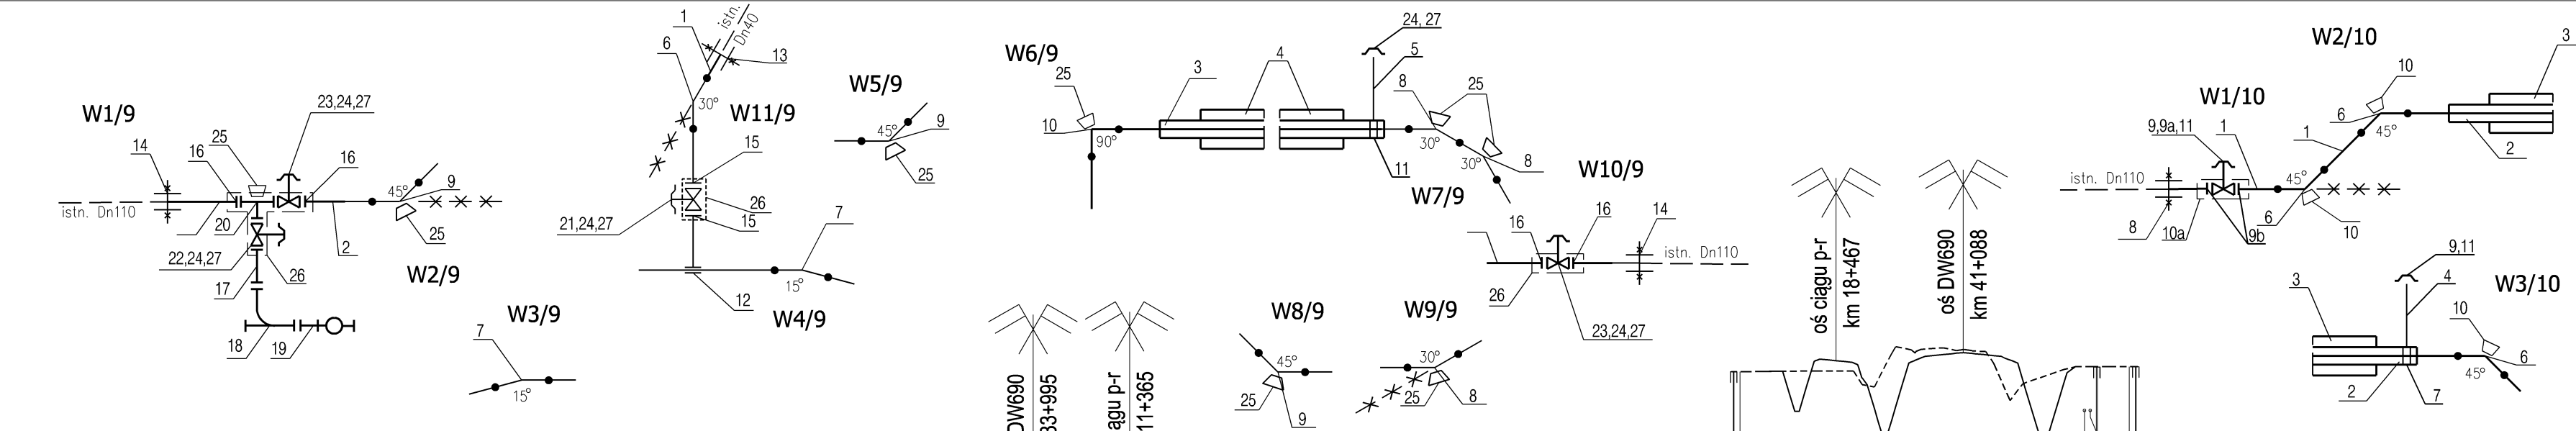 W1/9
14
16
25
23,24,27
16
45°
9
istn. Dn110
20
25
22,24,27
26
2
W2/9
17
18
19
1
istn.
Dn40
6
13
30°
W11/9
15
26
15
21,24,27
7
15°
12
W4/9
W3/9
7
15°
W5/9
45°
9
25
W6/9
25
10
90°
3
4
24, 27
5
8
25
30°
30°
8
11
W7/9
W10/9
16
16
14
istn. Dn110
26
23,24,27
W8/9
45°
25
9
W9/9
30°
25
8
DW690
33+995
ągu p-r
11+365
oś ciągu p-r
km 18+467
oś DW690
km 41+088
W1/10
9,9a,11
1
istn. Dn110
8
10a
9b
45°
6
10
1
W2/10
10
6
45°
3
2
9,11
3
4
W3/10
10
6
45°
2
7